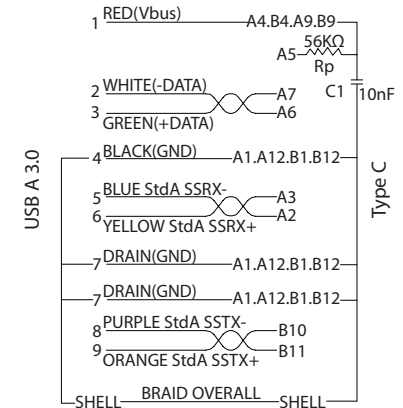 1 RED(Vbus) A4.B4.A9.B9
56KΩ
A5
Rp
C1 10nF
2 WHITE(-DATA) A7
3 GREEN(+DATA) A6
4 BLACK(GND) A1.A12.B1.B12
5 BLUE StdA SSRX- A3
6 YELLOW StdA SSRX+ A2
7 DRAIN(GND) A1.A12.B1.B12
7 DRAIN(GND) A1.A12.B1.B12
8 PURPLE StdA SSTX- B10
9 ORANGE StdA SSTX+ B11
SHELL BRAID OVERALL SHELL
USB A 3.0
Type C